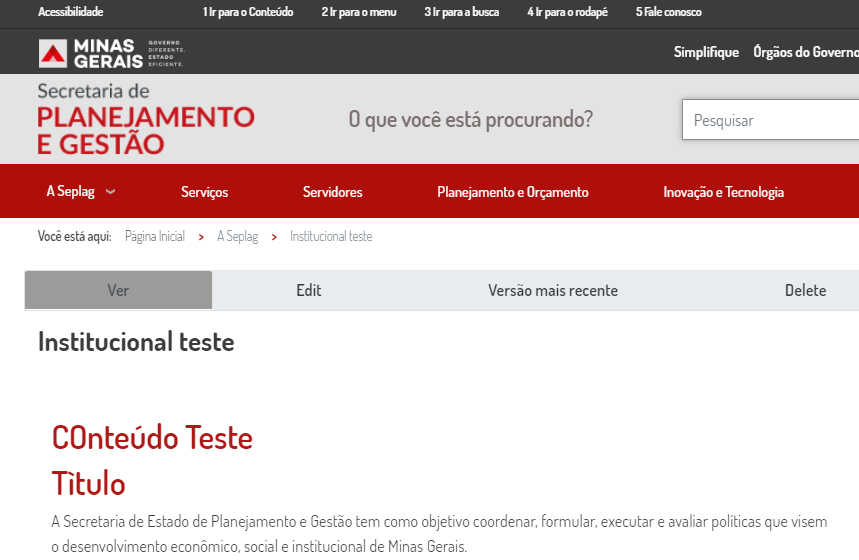 Acessibilidade 1 Ir para o Conteúdo 2 Ir para o menu 3 Ir para a busca 4 Ir para o rodapé 5 Fale conosco
MINAS GERAIS
GOVERNO
DIFERENTE.
ESTADO
EFICIENTE.
Simplifique Órgãos do Governo
Secretaria de
PLANEJAMENTO
E GESTÃO
O que você está procurando?
Pesquisar
A Seplag Serviços Servidores Planejamento e Orçamento Inovação e Tecnologia
Você está aqui: Página Inicial > A Seplag > Institucional teste
Ver Edit Versão mais recente Delete
Institucional teste
COnteúdo Teste
Tìtulo
A Secretaria de Estado de Planejamento e Gestão tem como objetivo coordenar, formular, executar e avaliar políticas que visem
o desenvolvimento econômico, social e institucional de Minas Gerais.